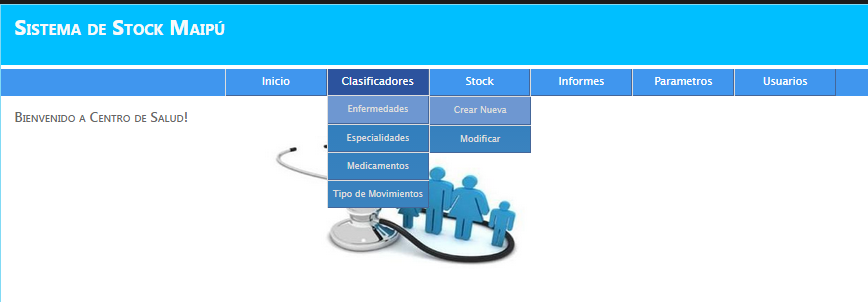 Sistema de Stock Maipú
Inicio Clasificadores Stock Informes Parametros Usuarios
Bienvenido a Centro de Salud!
Enfermedades Crear Nueva
Especialidades Modificar
Medicamentos
Tipo de Movimientos